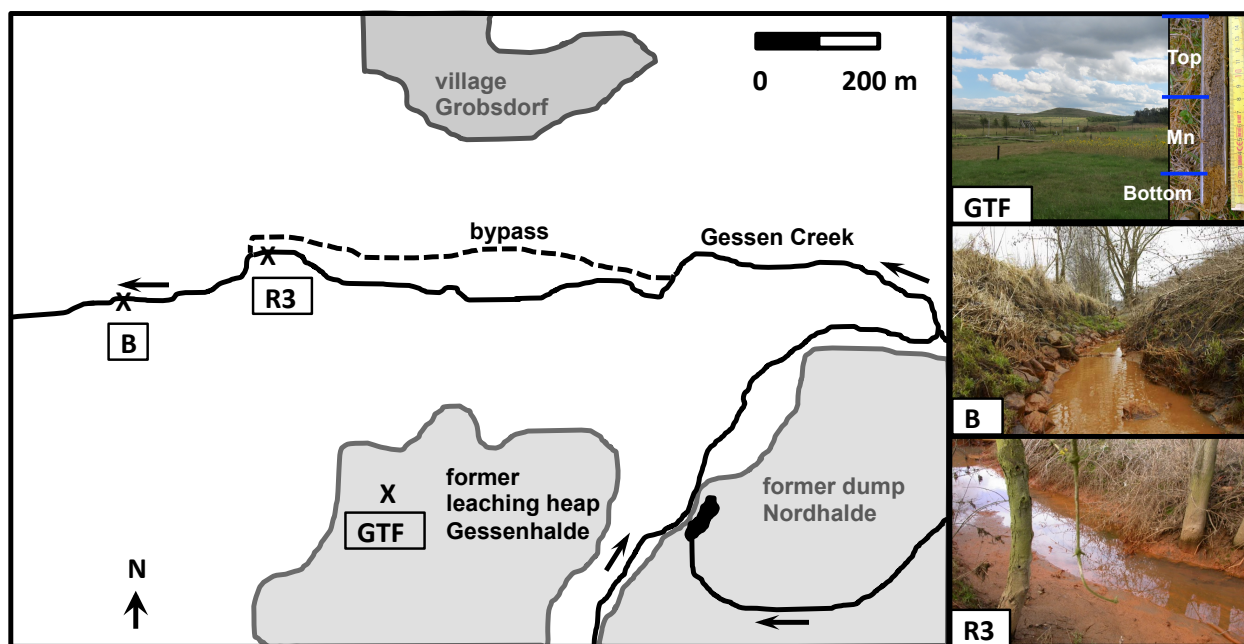 village
Grobsdorf
0 200 m
bypass
Gessen Creek
R3
B
former
leaching heap
Gessenhalde
X
GTF
former dump
Nordhalde
N
X
X
Top
Mn
Bottom
GTF
B
R3